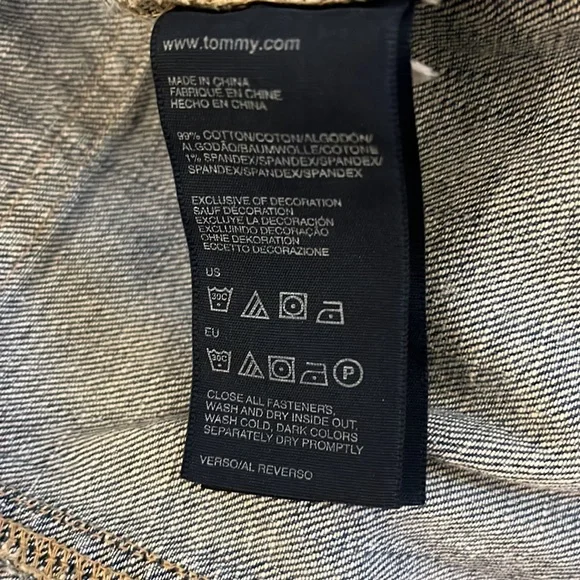 www.tommy.com
MADE IN CHINA
FABRIQUE EN CHINE
HECHO EN CHINA
99% COTTON/COTON/ALGODÓN/
ALGODÃO/BAUMWOLLE/COTONE
1% SPANDEX/SPANDEX/SPANDEX/
SPANDEX/SPANDEX/SPANDEX
EXCLUSIVE OF DECORATION
SAUF DÉCORATION
EXCLUYE LA DECORACIÓN
EXCLUINDO DECORAÇÃO
OHNE DEKORATION
ECCETTO DECORAZIONE
US
30C
EU
30C P
CLOSE ALL FASTENERS,
WASH AND DRY INSIDE OUT.
WASH COLD, DARK COLORS
SEPARATELY DRY PROMPTLY
VERSO/AL REVERSO